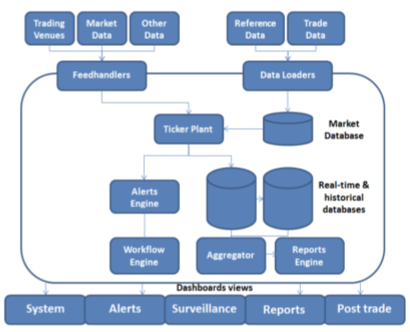 Trading
Venues
Market
Data
Other
Data
Reference
Data
Trade
Data
Feedhandlers
Data Loaders
Ticker Plant
Market
Database
Alerts
Engine
Real-time &
historical
databases
Workflow
Engine
Aggregator
Reports
Engine
Dashboards views
System
Alerts
Surveillance
Reports
Post trade